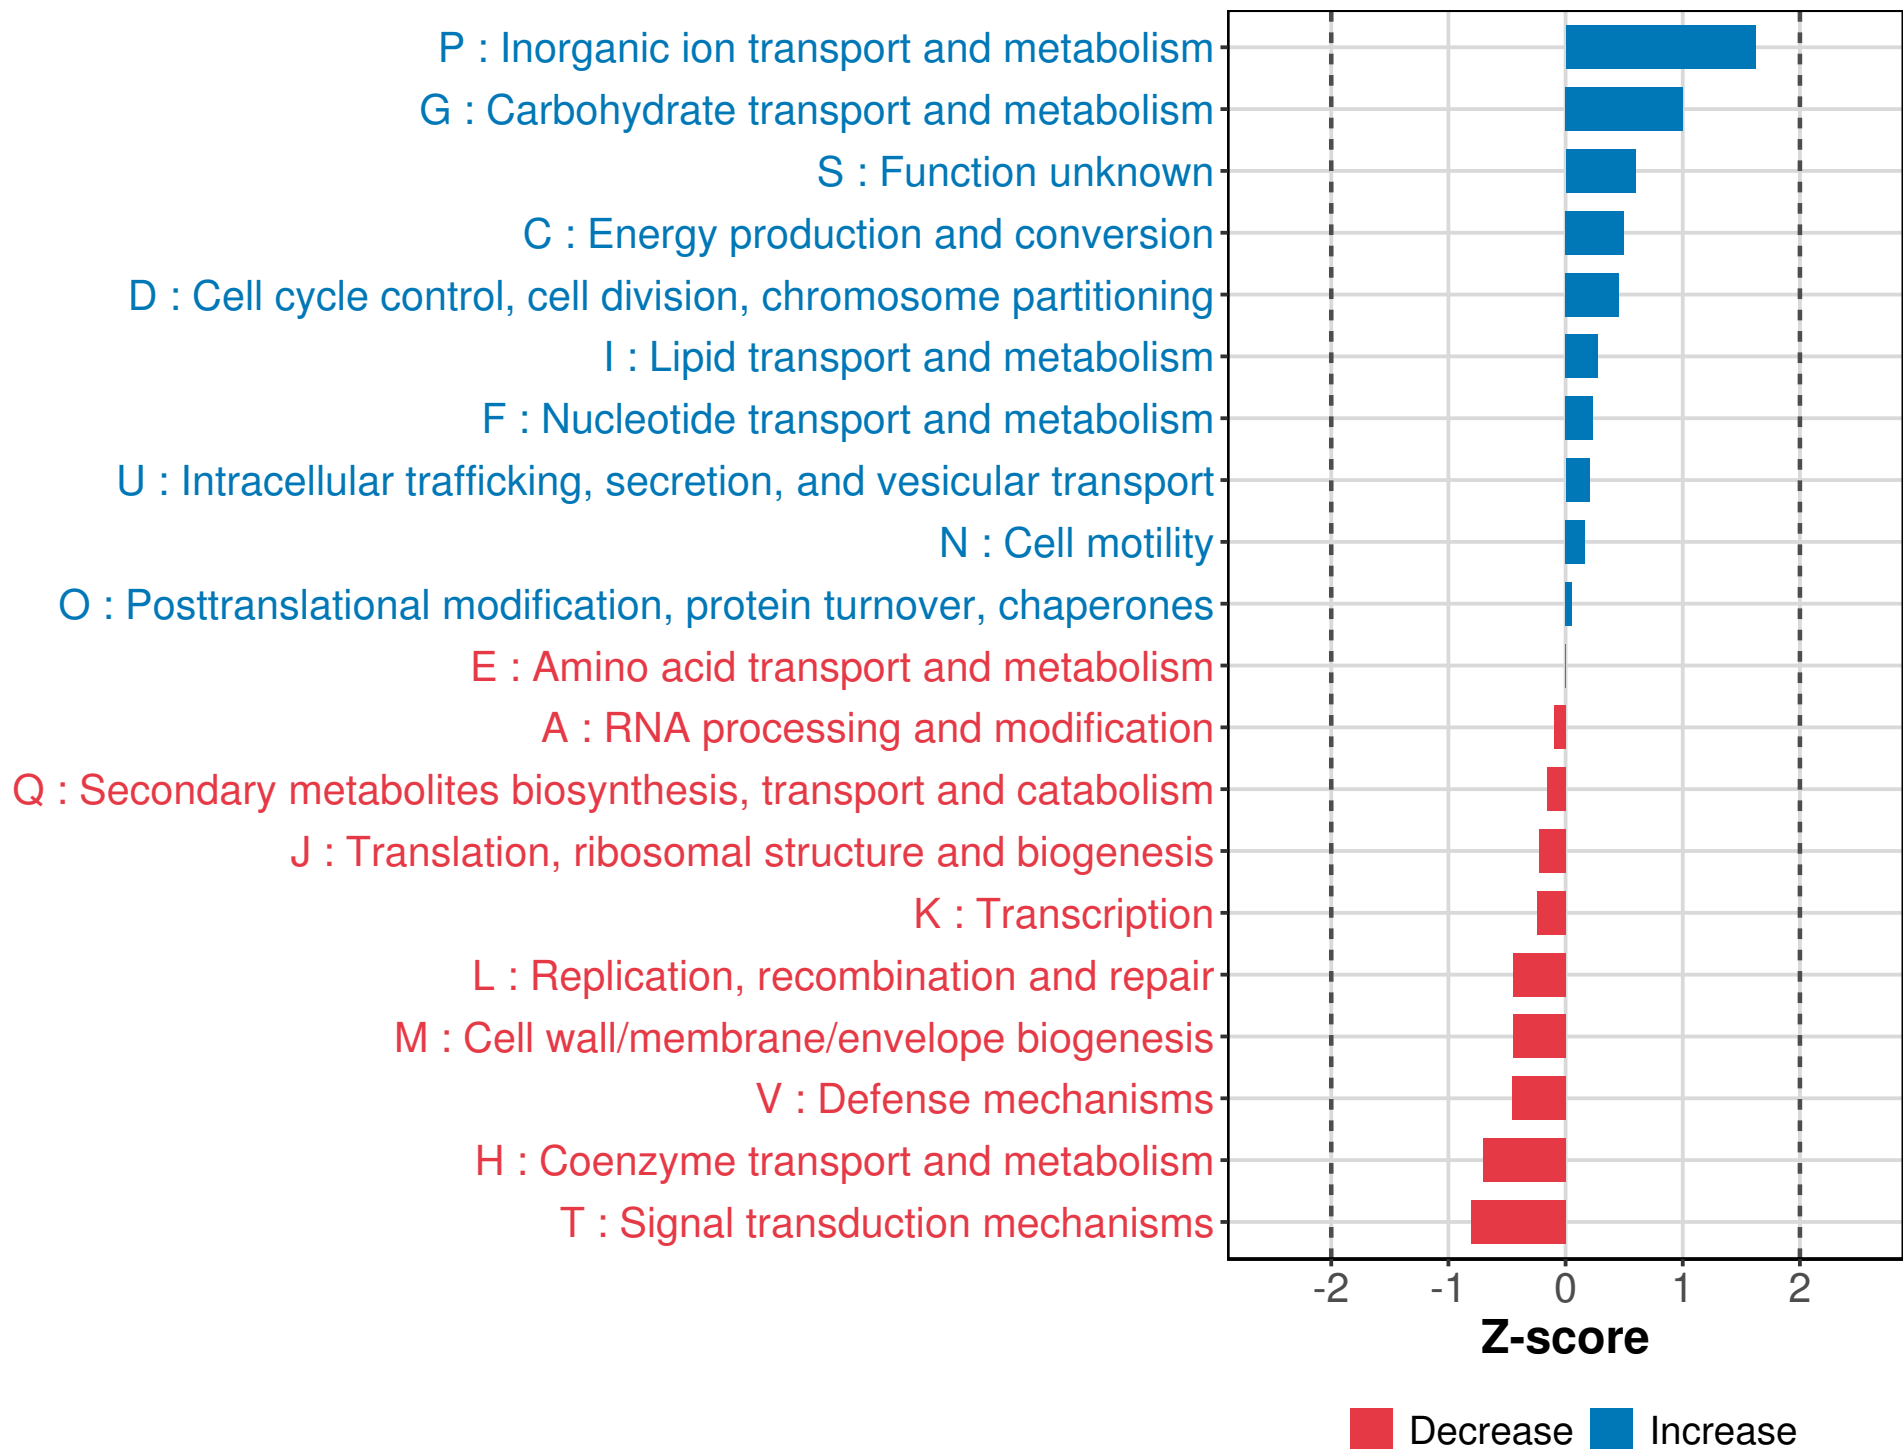 P : Inorganic ion transport and metabolism
G : Carbohydrate transport and metabolism
S : Function unknown
C : Energy production and conversion
D : Cell cycle control, cell division, chromosome partitioning
I : Lipid transport and metabolism
F : Nucleotide transport and metabolism
U : Intracellular trafficking, secretion, and vesicular transport
N : Cell motility
O : Posttranslational modification, protein turnover, chaperones
E : Amino acid transport and metabolism
A : RNA processing and modification
Q : Secondary metabolites biosynthesis, transport and catabolism
J : Translation, ribosomal structure and biogenesis
K : Transcription
L : Replication, recombination and repair
M : Cell wall/membrane/envelope biogenesis
V : Defense mechanisms
H : Coenzyme transport and metabolism
T : Signal transduction mechanisms
-2 -1 0 1 2
Z-score
Decrease Increase